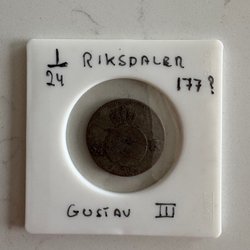 1/24 RIKSDALER 177?
GUSTAV III